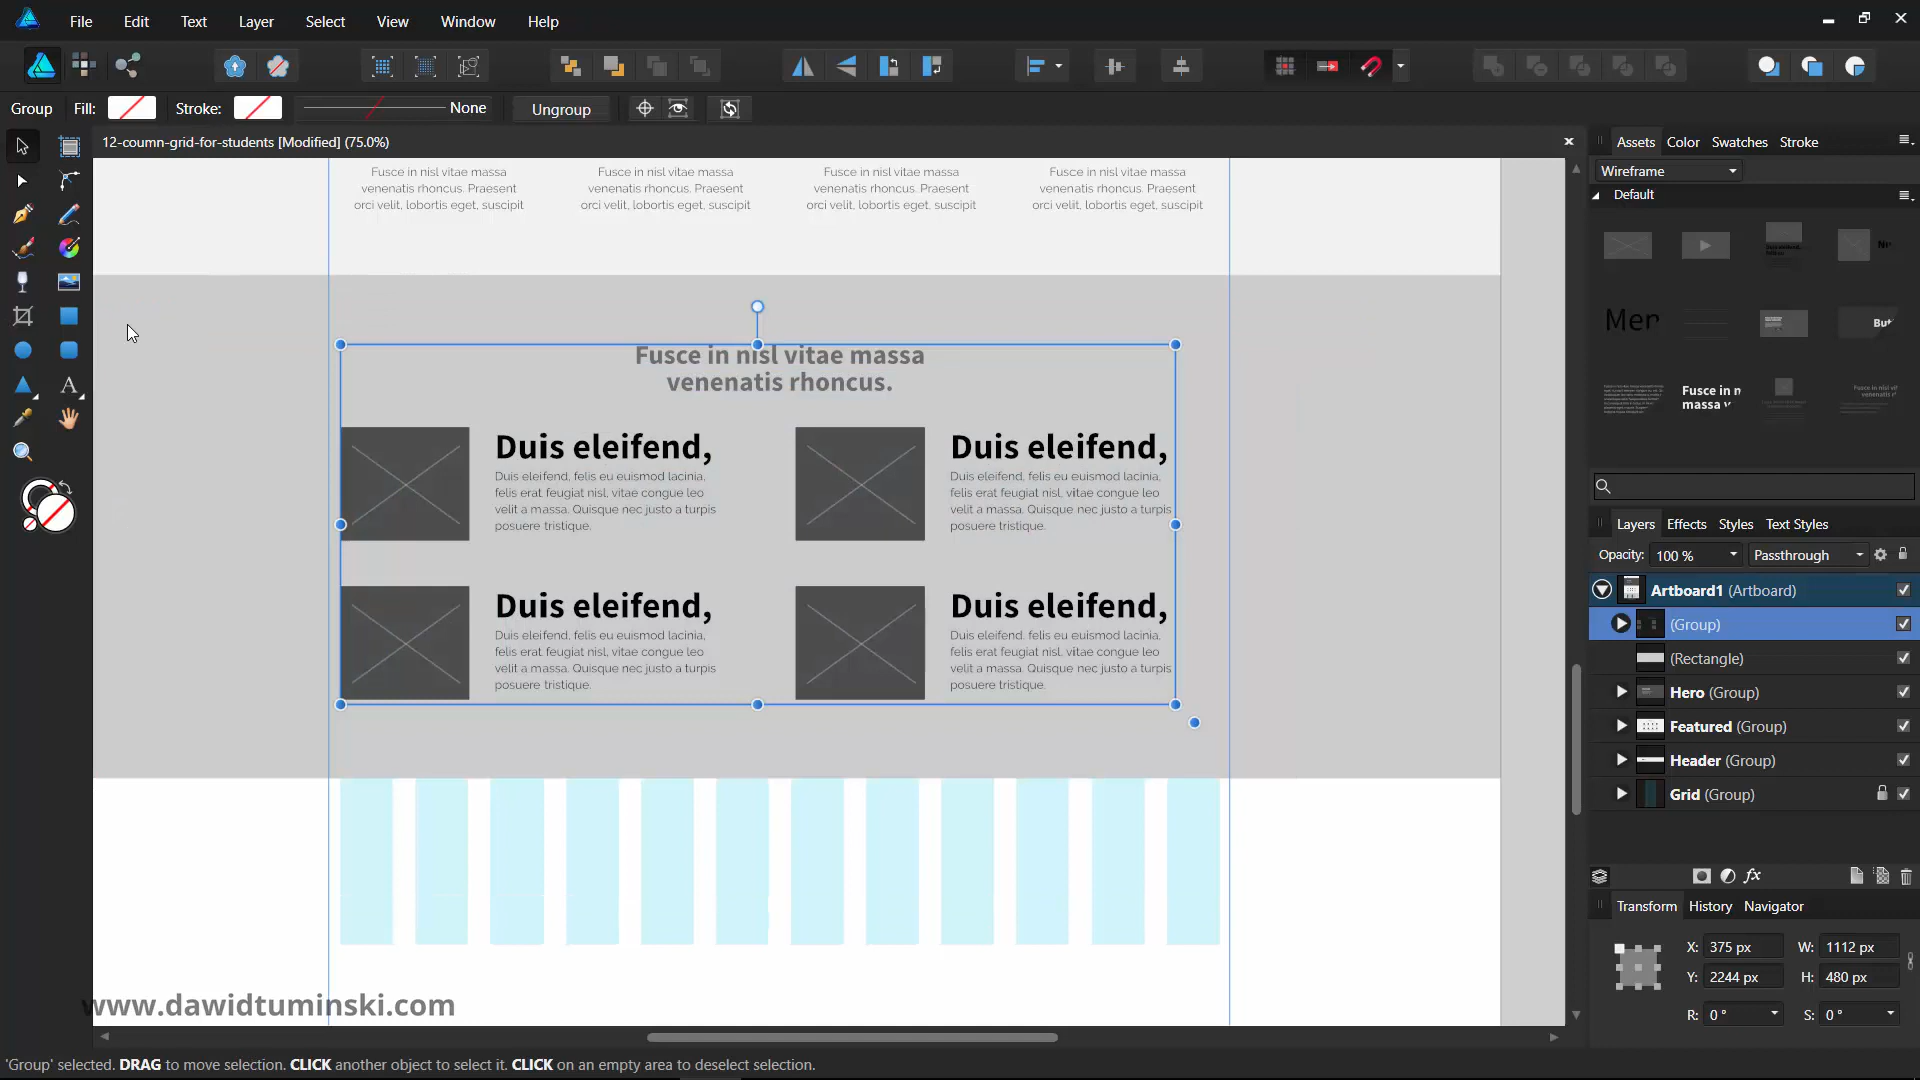 File Edit Text Layer Select View Window Help
Group Fill: Stroke: None Ungroup
12-coumn-grid-for-students [Modified] (75.0%)
Assets Color Swatches Stroke
Wireframe
Default
Fusce in nisl vitae massa
venenatis rhoncus. Praesent
orci velit, lobortis eget, suscipit
Fusce in nisl vitae massa
venenatis rhoncus. Praesent
orci velit, lobortis eget, suscipit
Fusce in nisl vitae massa
venenatis rhoncus. Praesent
orci velit, lobortis eget, suscipit
Fusce in nisl vitae massa
venenatis rhoncus. Praesent
orci velit, lobortis eget, suscipit
Fusce in nisl vitae massa
venenatis rhoncus.
Duis eleifend,
Duis eleifend, felis eu euismod lacinia,
felis erat feugiat nisl, vitae congue leo
velit a massa. Quisque nec justo a turpis
posuere tristique.
Duis eleifend,
Duis eleifend, felis eu euismod lacinia,
felis erat feugiat nisl, vitae congue leo
velit a massa. Quisque nec justo a turpis
posuere tristique.
Duis eleifend,
Duis eleifend, felis eu euismod lacinia,
felis erat feugiat nisl, vitae congue leo
velit a massa. Quisque nec justo a turpis
posuere tristique.
Duis eleifend,
Duis eleifend, felis eu euismod lacinia,
felis erat feugiat nisl, vitae congue leo
velit a massa. Quisque nec justo a turpis
posuere tristique.
Mer
But
Fusce in n
massa v
Layers Effects Styles Text Styles
Opacity: 100 % Passthrough
Artboard1 (Artboard)
(Group)
(Rectangle)
Hero (Group)
Featured (Group)
Header (Group)
Grid (Group)
fx
Transform History Navigator
X: 375 px W: 1112 px
Y: 2244 px H: 480 px
R: 0 ° S: 0 °
www.dawidtuminski.com
'Group' selected. DRAG to move selection. CLICK another object to select it. CLICK on an empty area to deselect selection.